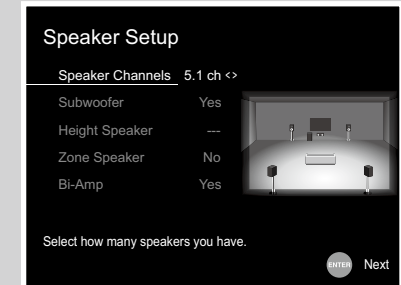 Speaker Setup
Speaker Channels 5.1 ch <>
Subwoofer Yes
Height Speaker ---
Zone Speaker No
Bi-Amp Yes
Select how many speakers you have.
ENTER Next